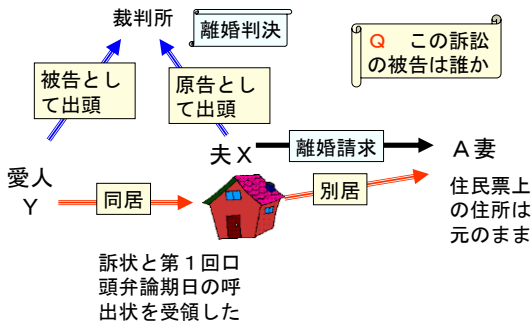 裁判所
離婚判決
Q　この訴訟
の被告は誰か
被告とし
て出頭
原告とし
て出頭
夫X
離婚請求
A妻
愛人
Y
同居
別居
住民票上
の住所は
元のまま
訴状と第１回口
頭弁論期日の呼
出状を受領した